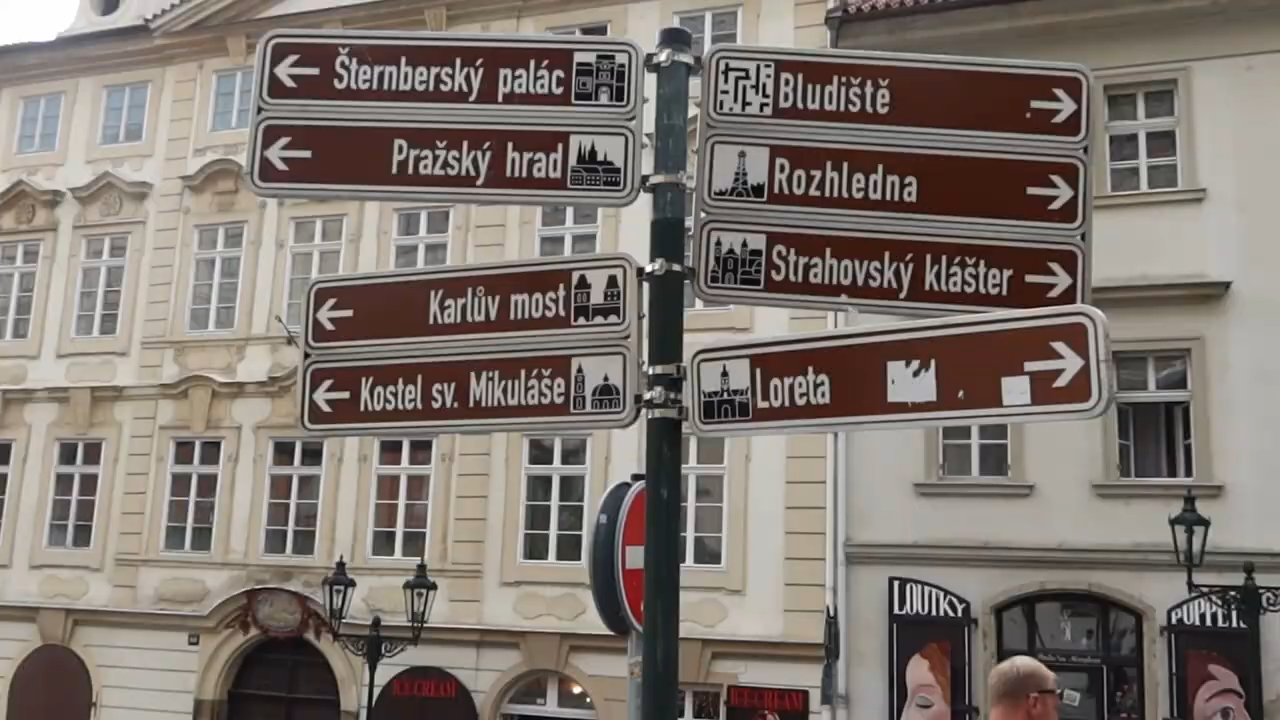 Šternberský palác
Pražský hrad
Karlův most
Kostel sv. Mikuláše
Bludiště
Rozhledna
Strahovský klášter
Loreta
LOUTKY
PUPPETS
ICE CREAM
ICE CREAM